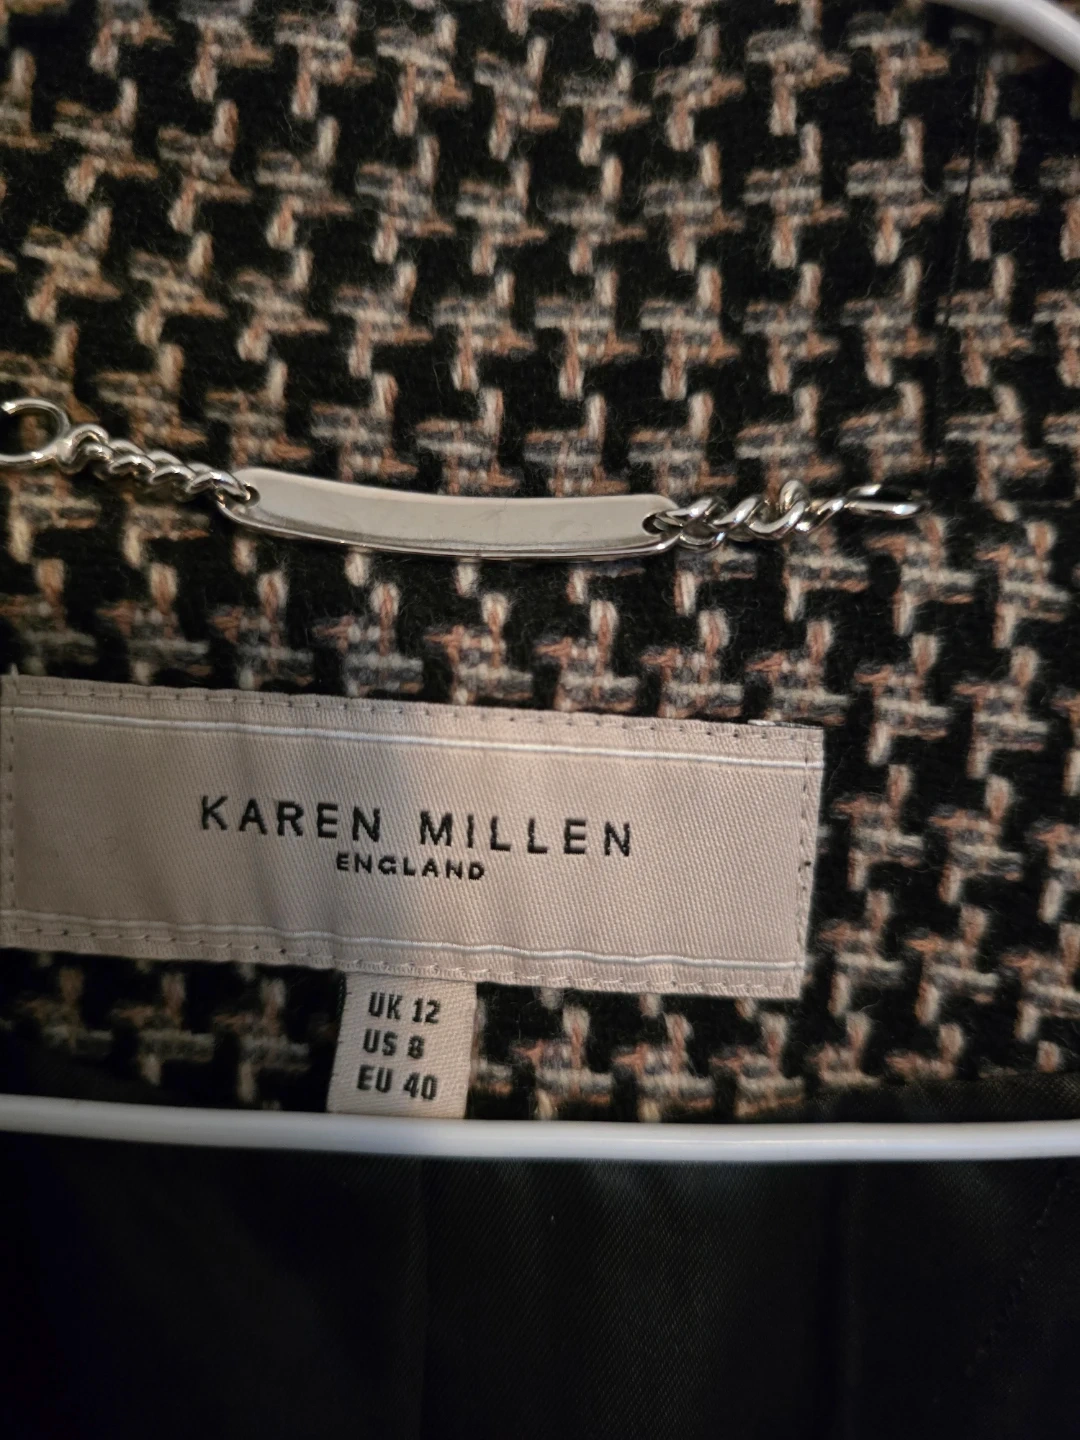 KAREN MILLEN
ENGLAND
UK 12
US 8
EU 40